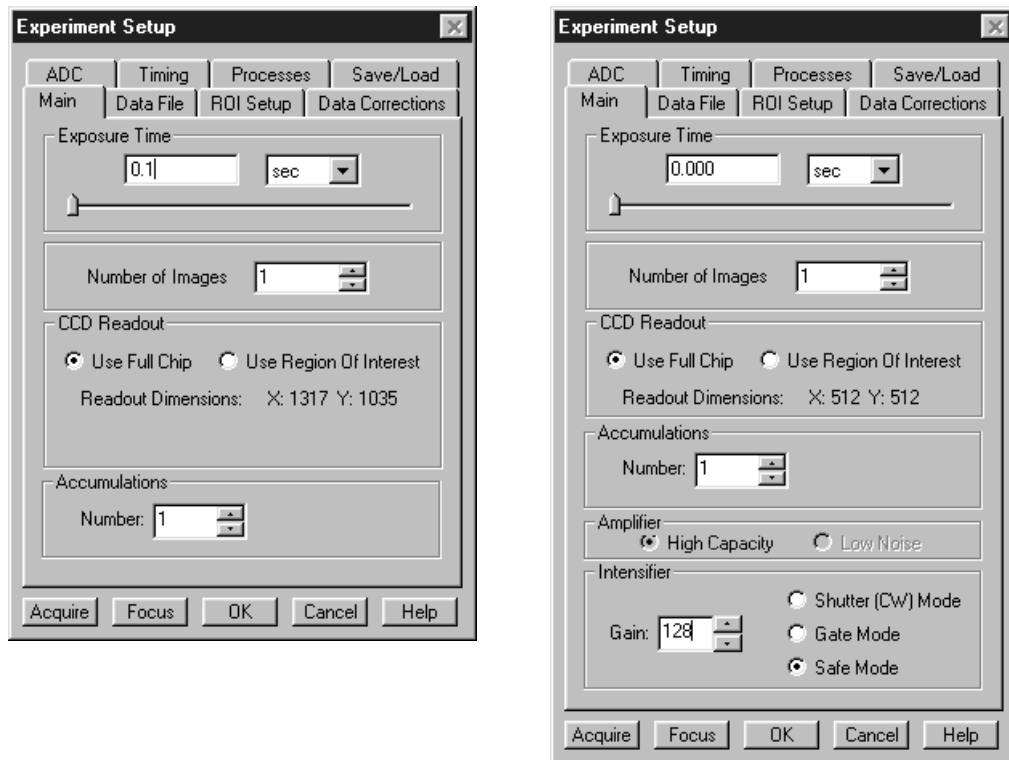 Experiment Setup
ADC Timing Processes Save/Load
Main Data File ROI Setup Data Corrections
Exposure Time
0.1 sec
Number of Images 1
CCD Readout
Use Full Chip Use Region Of Interest
Readout Dimensions: X: 1317 Y: 1035
Accumulations
Number: 1
Acquire Focus OK Cancel Help
Experiment Setup
ADC Timing Processes Save/Load
Main Data File ROI Setup Data Corrections
Exposure Time
0.000 sec
Number of Images 1
CCD Readout
Use Full Chip Use Region Of Interest
Readout Dimensions: X: 512 Y: 512
Accumulations
Number: 1
Amplifier
High Capacity Low Noise
Intensifier
Shutter (CW) Mode
Gain: 128 Gate Mode
Safe Mode
Acquire Focus OK Cancel Help